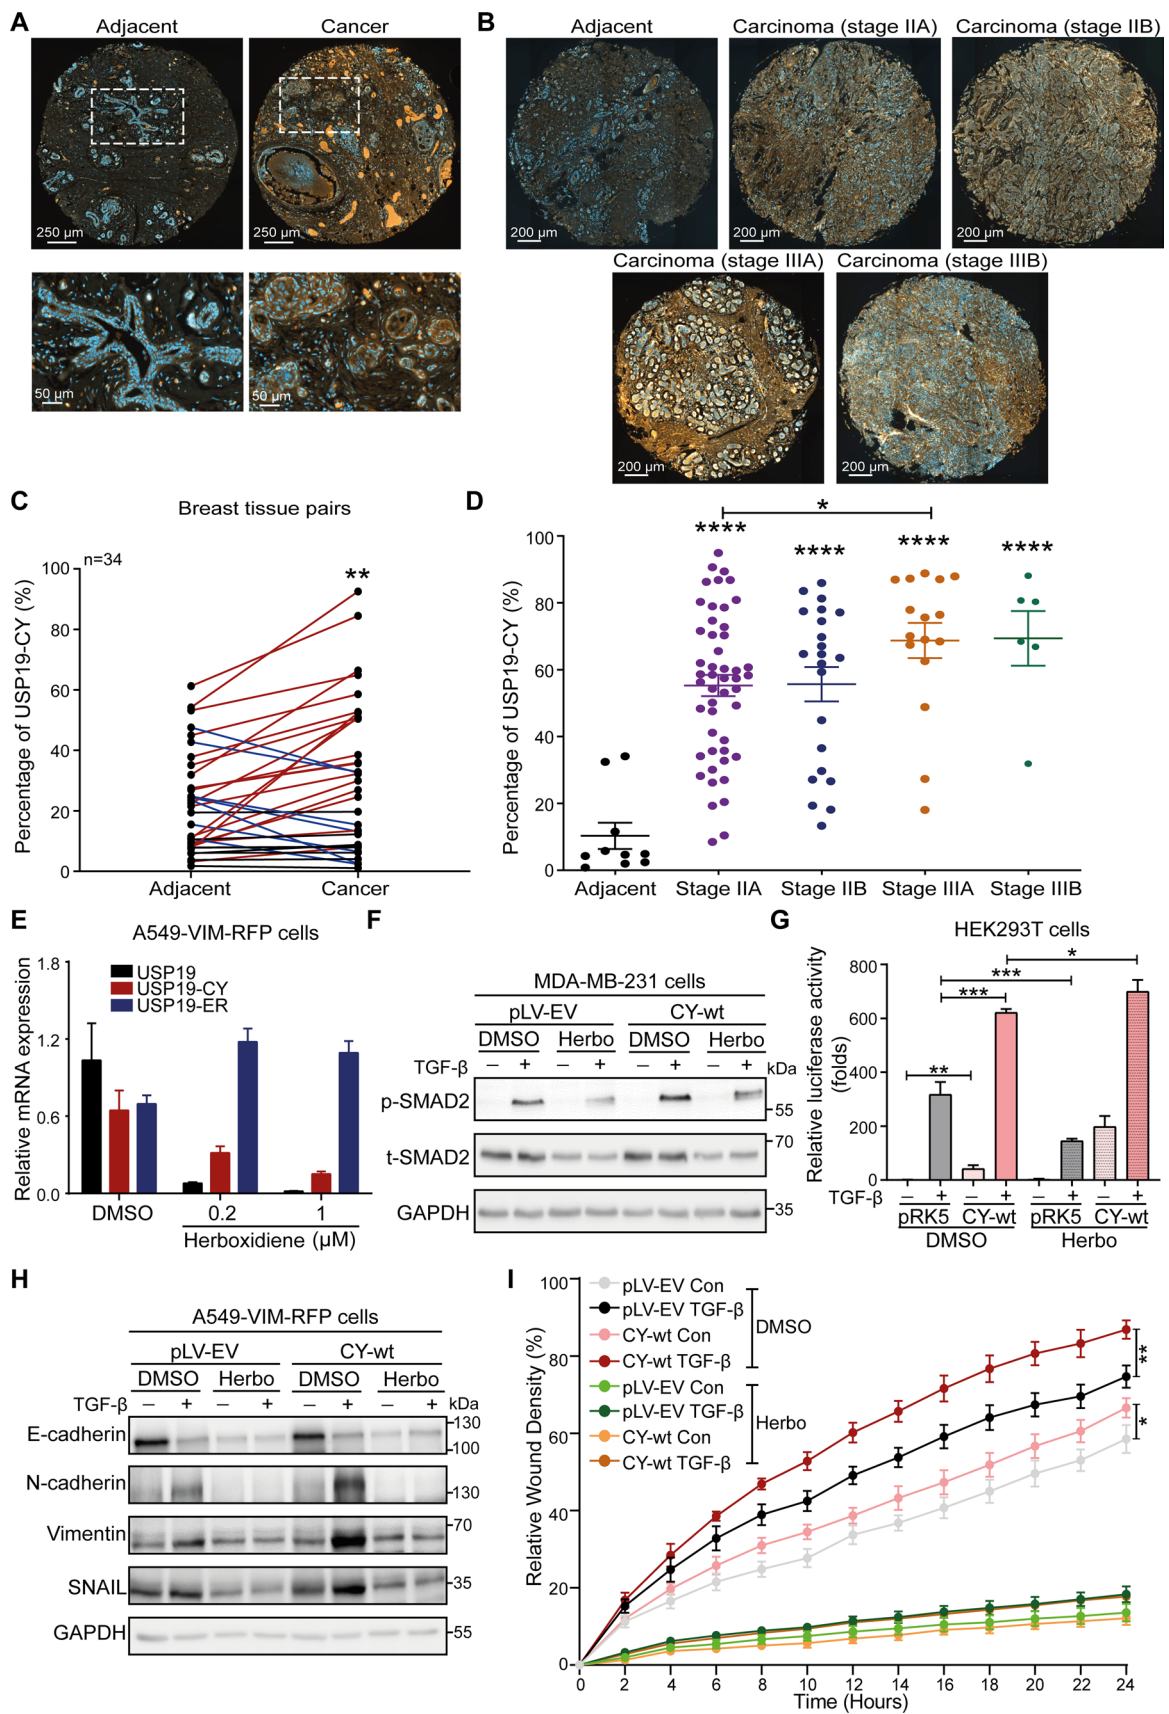 A
Adjacent
Cancer
250 µm
250 µm
50 µm
50 µm
B
Adjacent
Carcinoma (stage IIA)
Carcinoma (stage IIB)
200 µm
200 µm
200 µm
Carcinoma (stage IIIA)
Carcinoma (stage IIIB)
200 µm
200 µm
C
Breast tissue pairs
n=34
**
Percentage of USP19-CY (%)
100
80
60
40
20
0
Adjacent
Cancer
D
*
****
****
****
****
Percentage of USP19-CY (%)
100
80
60
40
20
0
Adjacent
Stage IIA
Stage IIB
Stage IIIA
Stage IIIB
E
A549-VIM-RFP cells
USP19
USP19-CY
USP19-ER
Relative mRNA expression
1.8
1.2
0.6
0.0
DMSO
0.2
1
Herboxidiene (µM)
F
MDA-MB-231 cells
pLV-EV
CY-wt
DMSO
Herbo
DMSO
Herbo
TGF-β
– + – + – + – +
kDa
p-SMAD2
55
t-SMAD2
70
GAPDH
35
G
HEK293T cells
Relative luciferase activity
(folds)
800
600
400
200
0
*
***
***
**
TGF-β
– + – + – + – +
pRK5
CY-wt
pRK5
CY-wt
DMSO
Herbo
H
A549-VIM-RFP cells
pLV-EV
CY-wt
DMSO
Herbo
DMSO
Herbo
TGF-β
– + – + – + – +
kDa
E-cadherin
130
100
N-cadherin
130
Vimentin
70
SNAIL
35
GAPDH
55
I
pLV-EV Con
pLV-EV TGF-β
CY-wt Con
CY-wt TGF-β
DMSO
pLV-EV Con
pLV-EV TGF-β
CY-wt Con
CY-wt TGF-β
Herbo
**
*
Relative Wound Density (%)
100
80
60
40
20
0
0 2 4 6 8 10 12 14 16 18 20 22 24
Time (Hours)